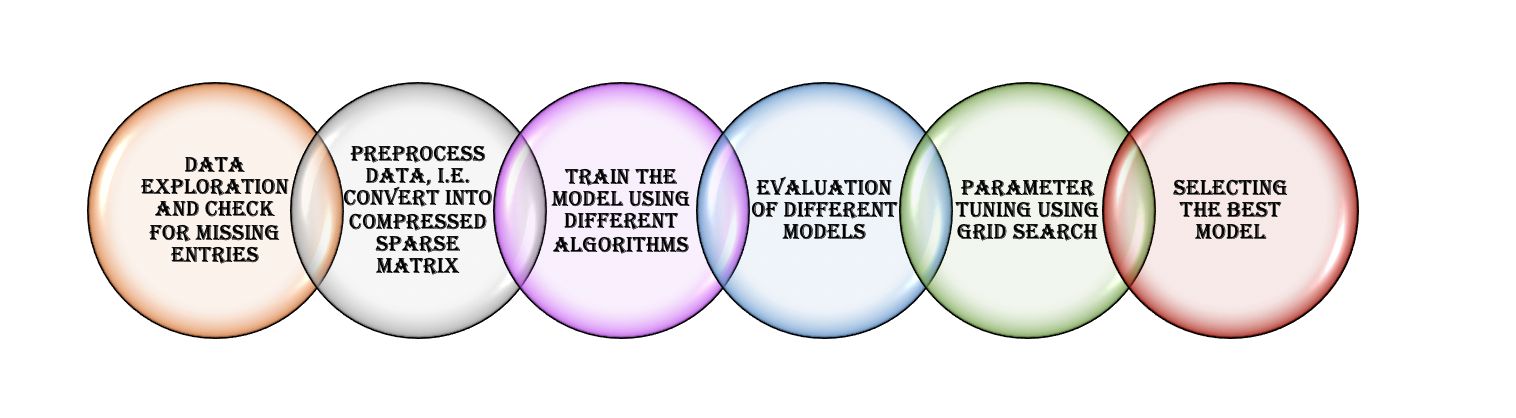 DATA
EXPLORATION
AND CHECK
FOR MISSING
ENTRIES
PREPROCESS
DATA, I.E.
CONVERT INTO
COMPRESSED
SPARSE
MATRIX
TRAIN THE
MODEL USING
DIFFERENT
ALGORITHMS
EVALUATION
OF DIFFERENT
MODELS
PARAMETER
TUNING USING
GRID SEARCH
SELECTING
THE BEST
MODEL